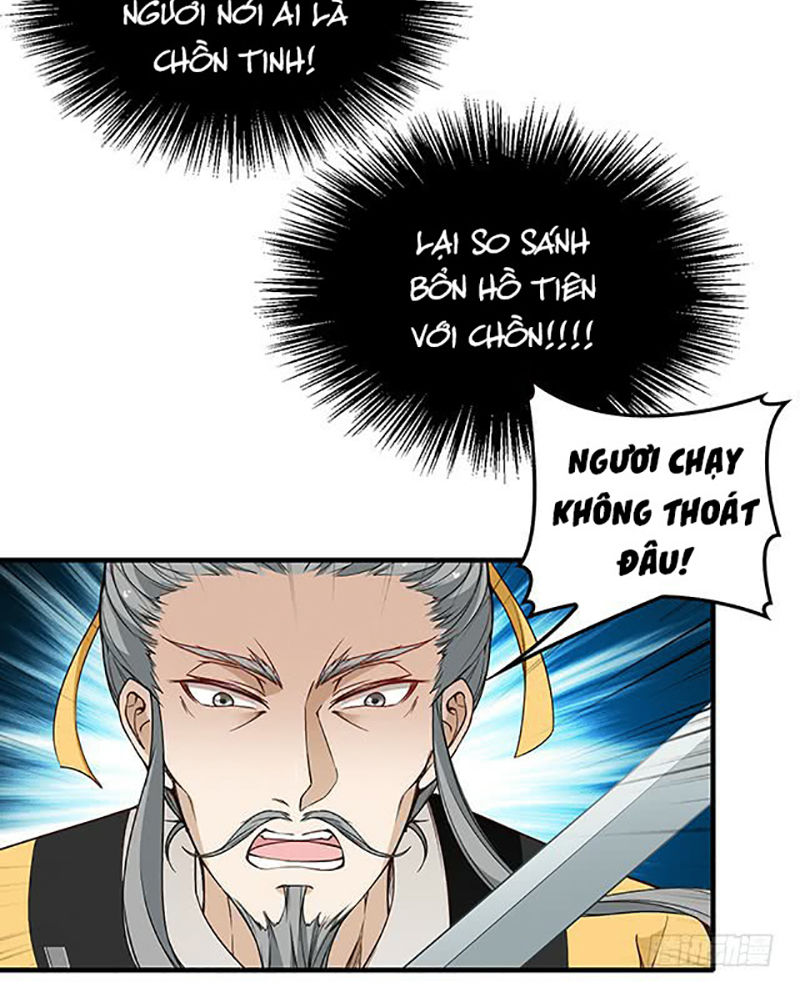 NGƯƠI NÓI AI LÀ
CHỒN TINH!
LẠI SO SÁNH
BỔN HỒ TIÊN
VỚI CHỒN!!!!
NGƯƠI CHẠY
KHÔNG THOÁT
ĐÂU!